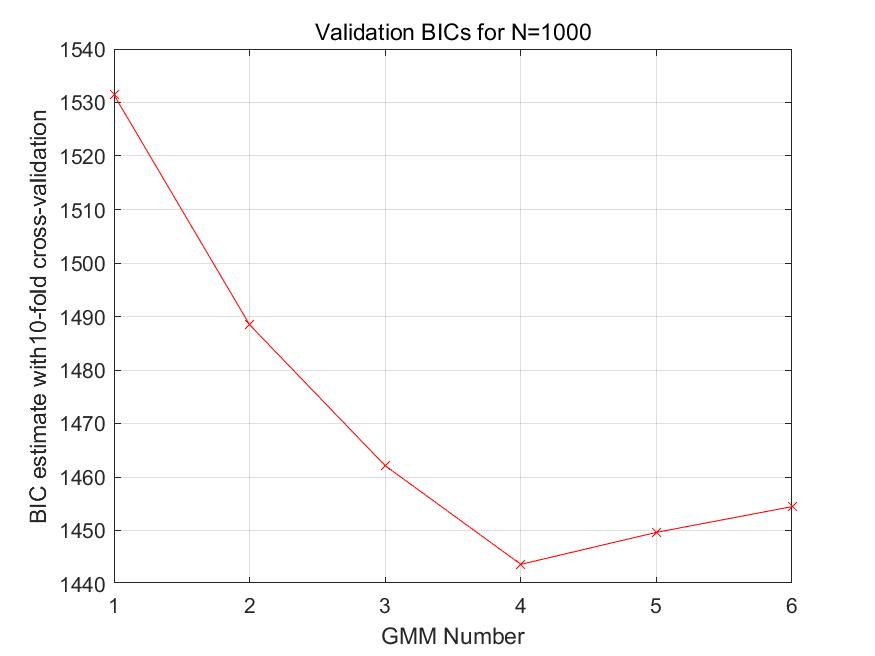 Validation BICs for N=1000
BIC estimate with10-fold cross-validation
1540
1530
1520
1510
1500
1490
1480
1470
1460
1450
1440
1 2 3 4 5 6
GMM Number